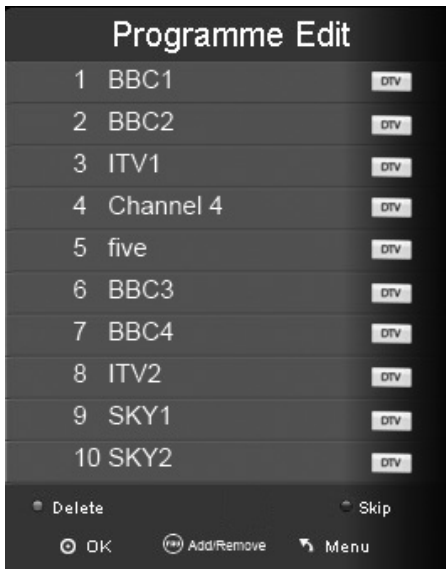 Programme Edit
1 BBC1 DTV
2 BBC2 DTV
3 ITV1 DTV
4 Channel 4 DTV
5 five DTV
6 BBC3 DTV
7 BBC4 DTV
8 ITV2 DTV
9 SKY1 DTV
10 SKY2 DTV
Delete Skip
OK FAV Add/Remove Menu